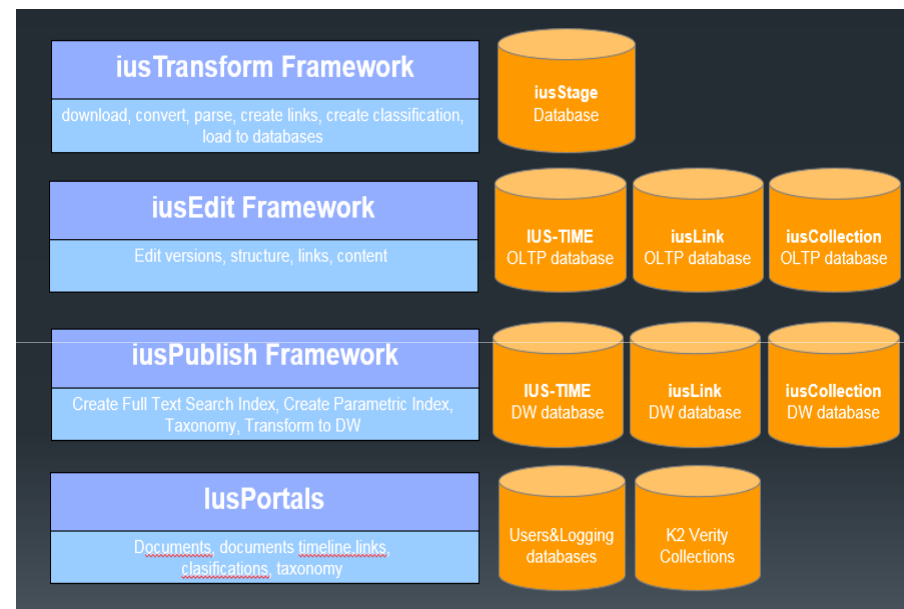 iusTransform Framework
download, convert, parse, create links, create classification,
load to databases
iusStage
Database
iusEdit Framework
Edit versions, structure, links, content
IUS-TIME
OLTP database
iusLink
OLTP database
iusCollection
OLTP database
iusPublish Framework
Create Full Text Search Index, Create Parametric Index,
Taxonomy, Transform to DW
IUS-TIME
DW database
iusLink
DW database
iusCollection
DW database
IusPortals
Documents, documents timeline.links,
clasifications, taxonomy
Users&Logging
databases
K2 Verity
Collections